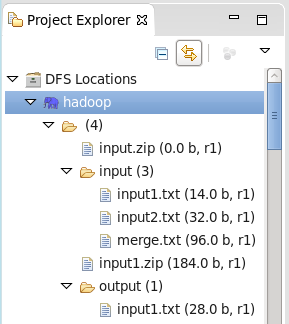 Project Explorer
DFS Locations
hadoop
(4)
input.zip (0.0 b, r1)
input (3)
input1.txt (14.0 b, r1)
input2.txt (32.0 b, r1)
merge.txt (96.0 b, r1)
input1.zip (184.0 b, r1)
output (1)
input1.txt (28.0 b, r1)